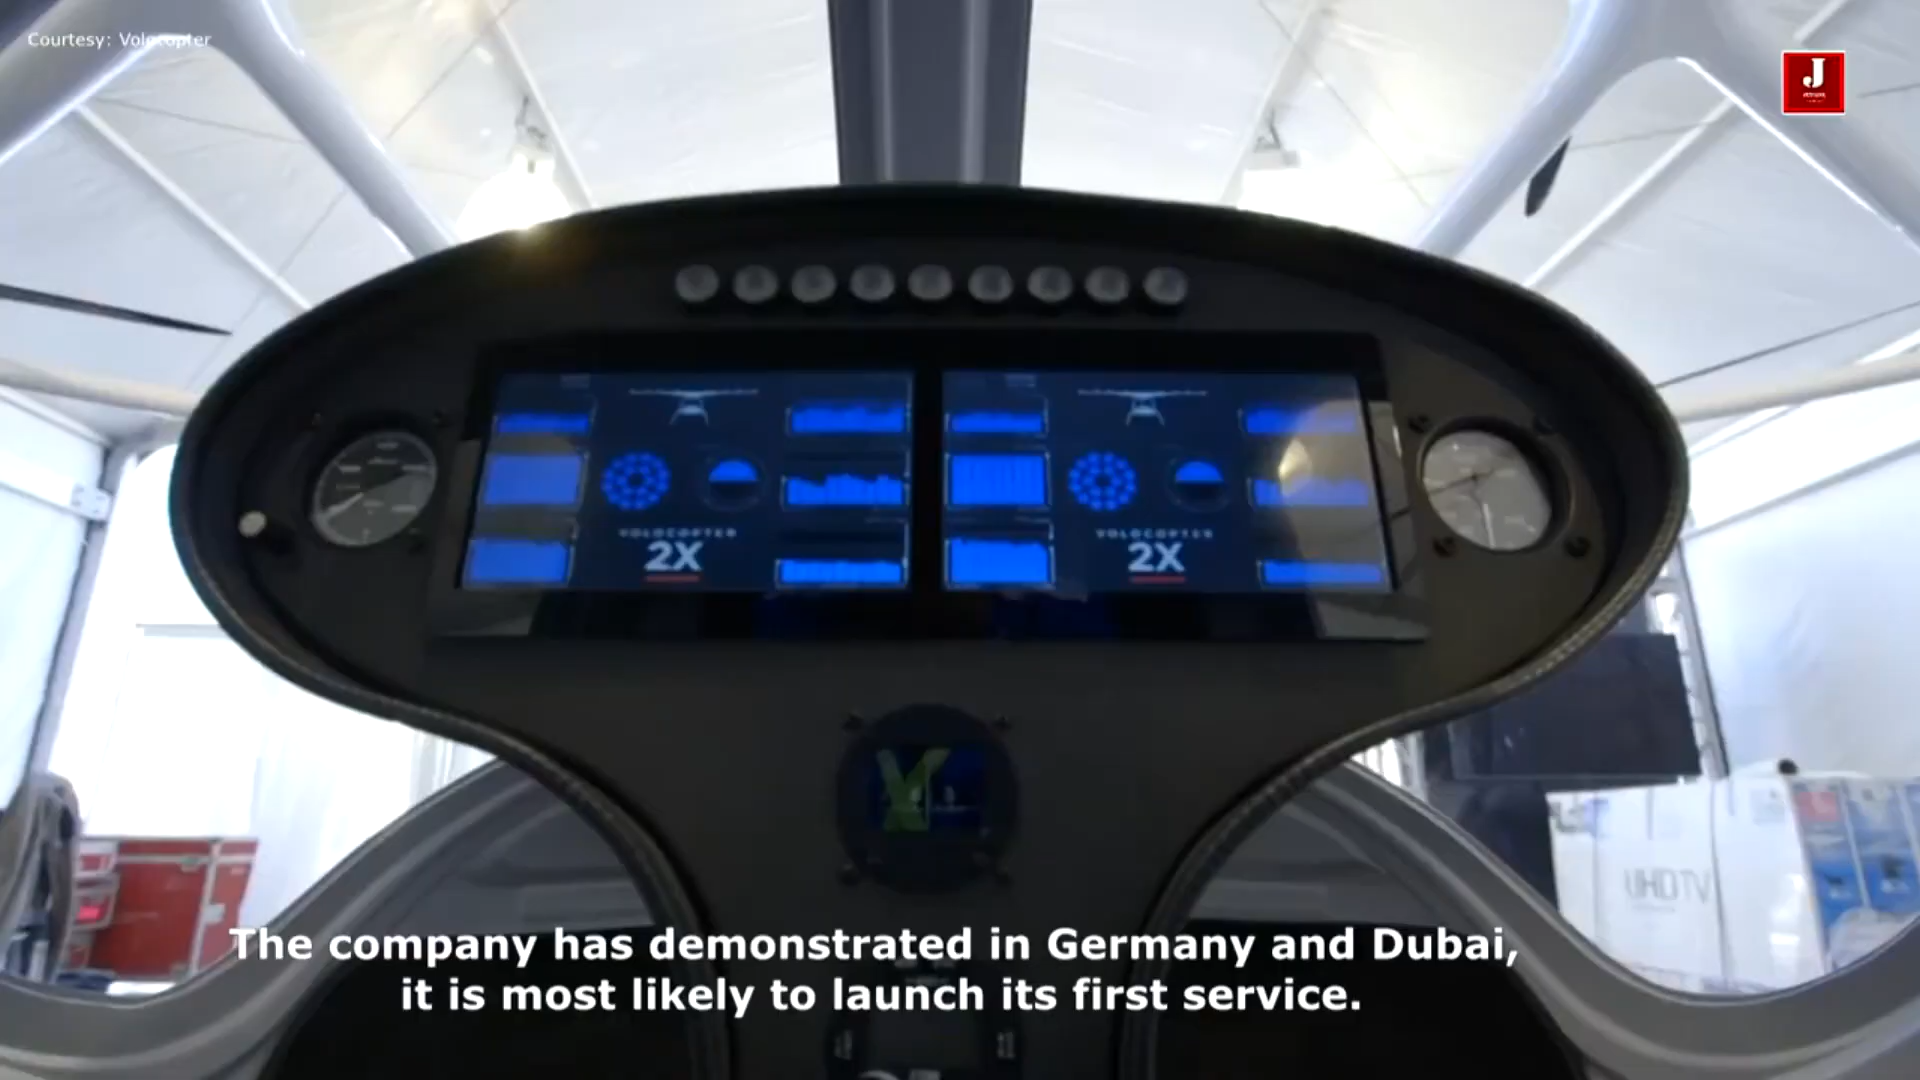 Courtesy: Volocopter
J
VOLOCOPTER
2X
VOLOCOPTER
2X
UHDTV
The company has demonstrated in Germany and Dubai,
it is most likely to launch its first service.